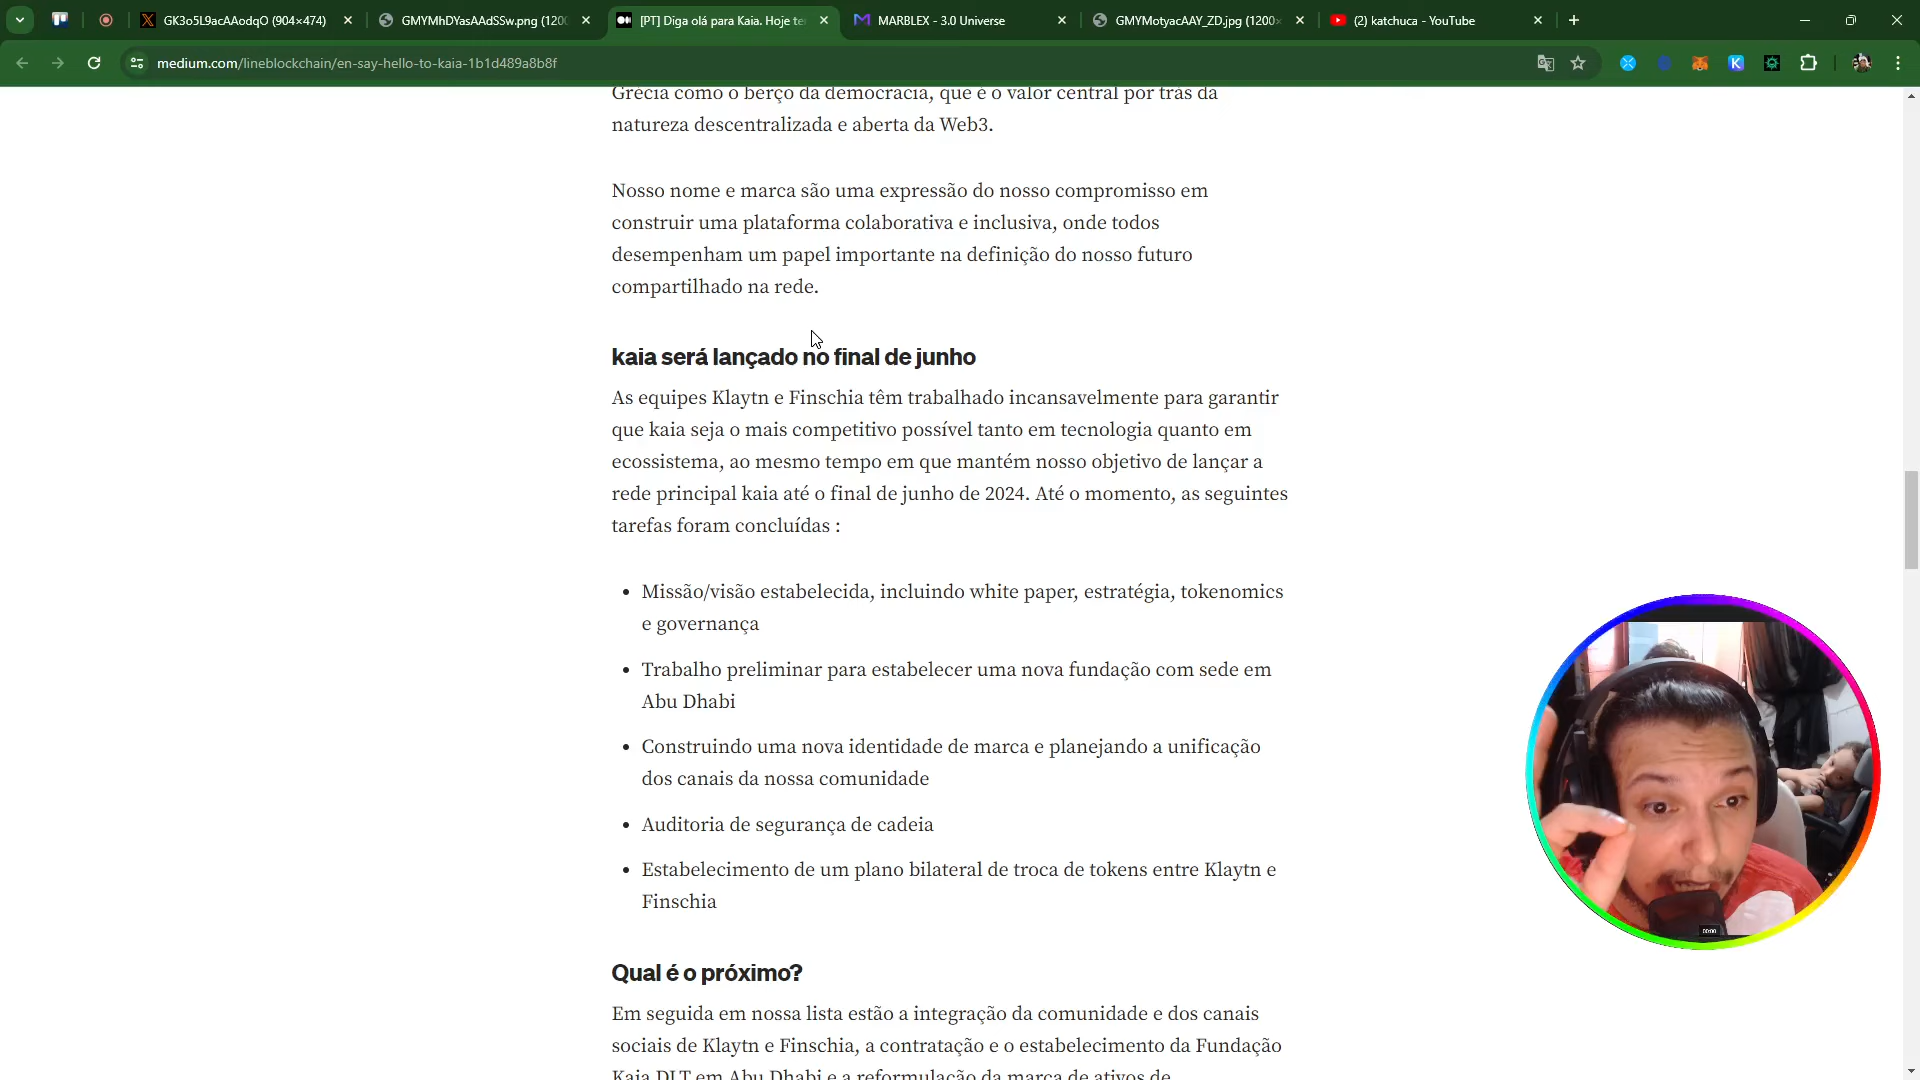 GK3o5L9acAAodqO (904×474)
GMYMhDYasAAdSSw.png (1200
[PT] Diga olá para Kaia. Hoje te
MARBLEX - 3.0 Universe
GMYMotyacAAY_ZD.jpg (1200×
(2) katchuca - YouTube
medium.com/lineblockchain/en-say-hello-to-kaia-1b1d489a8b8f
Grécia como o berço da democracia, que é o valor central por trás da
natureza descentralizada e aberta da Web3.
Nosso nome e marca são uma expressão do nosso compromisso em
construir uma plataforma colaborativa e inclusiva, onde todos
desempenham um papel importante na definição do nosso futuro
compartilhado na rede.
kaia será lançado no final de junho
As equipes Klaytn e Finschia têm trabalhado incansavelmente para garantir
que kaia seja o mais competitivo possível tanto em tecnologia quanto em
ecossistema, ao mesmo tempo em que mantém nosso objetivo de lançar a
rede principal kaia até o final de junho de 2024. Até o momento, as seguintes
tarefas foram concluídas :
• Missão/visão estabelecida, incluindo white paper, estratégia, tokenomics
e governança
• Trabalho preliminar para estabelecer uma nova fundação com sede em
Abu Dhabi
• Construindo uma nova identidade de marca e planejando a unificação
dos canais da nossa comunidade
• Auditoria de segurança de cadeia
• Estabelecimento de um plano bilateral de troca de tokens entre Klaytn e
Finschia
00:00
Qual é o próximo?
Em seguida em nossa lista estão a integração da comunidade e dos canais
sociais de Klaytn e Finschia, a contratação e o estabelecimento da Fundação
Kaia DLT em Abu Dhabi e a reformulação da marca de ativos de